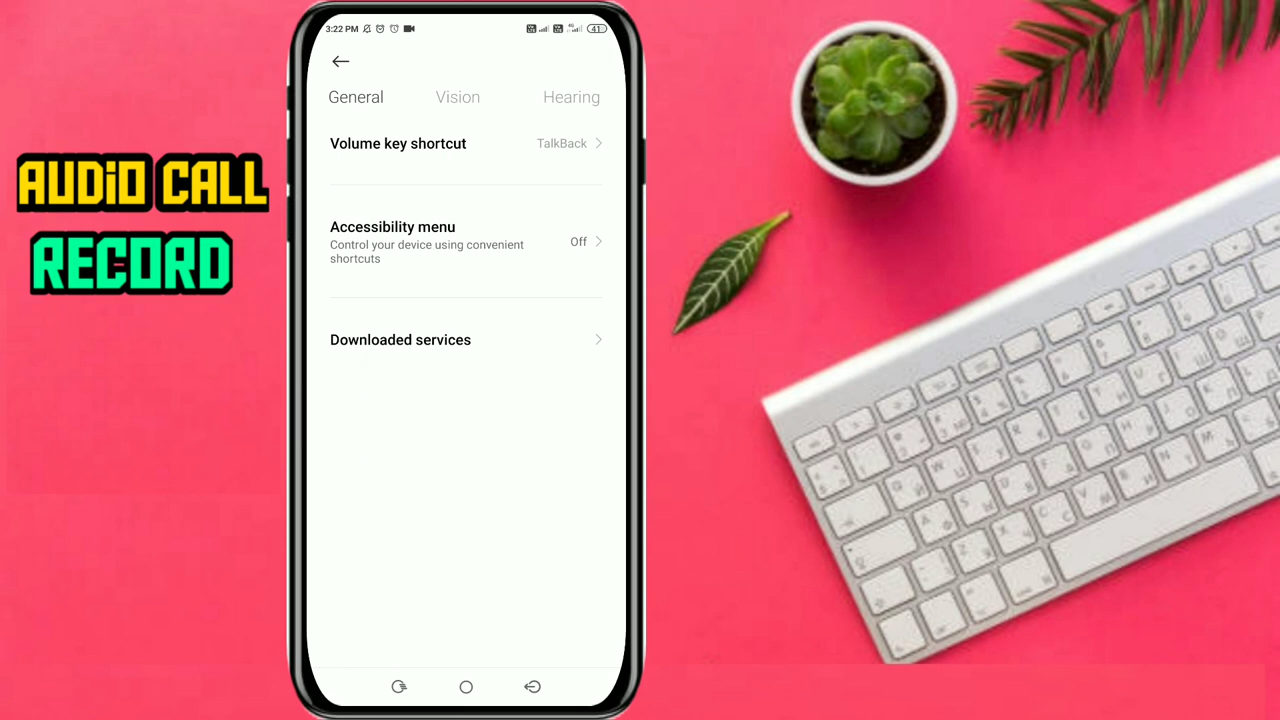 AUDIO CALL
RECORD
3:22 PM
41
General Vision Hearing
Volume key shortcut TalkBack
Accessibility menu
Control your device using convenient
shortcuts
Off
Downloaded services